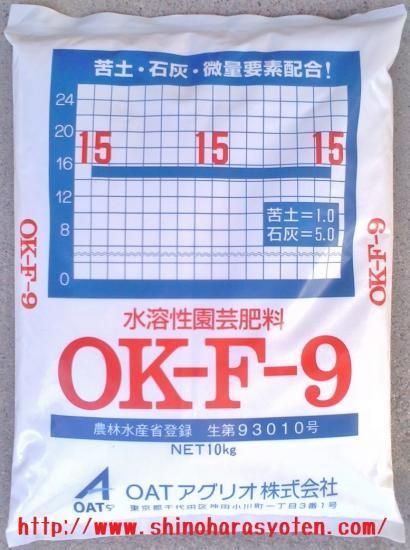 苦土・石灰・微量要素配合!
24
20
16
12
8
4
0
15 15 15
苦土=1.0
石灰=5.0
OK-F-9
OK-F-9
水溶性園芸肥料
OK-F-9
農林水産省登録 生第93010号
NET10kg
OAT
OATアグリオ株式会社
東京都千代田区神田小川町一丁目3番1号
http://www.shinoharasyoten.com/